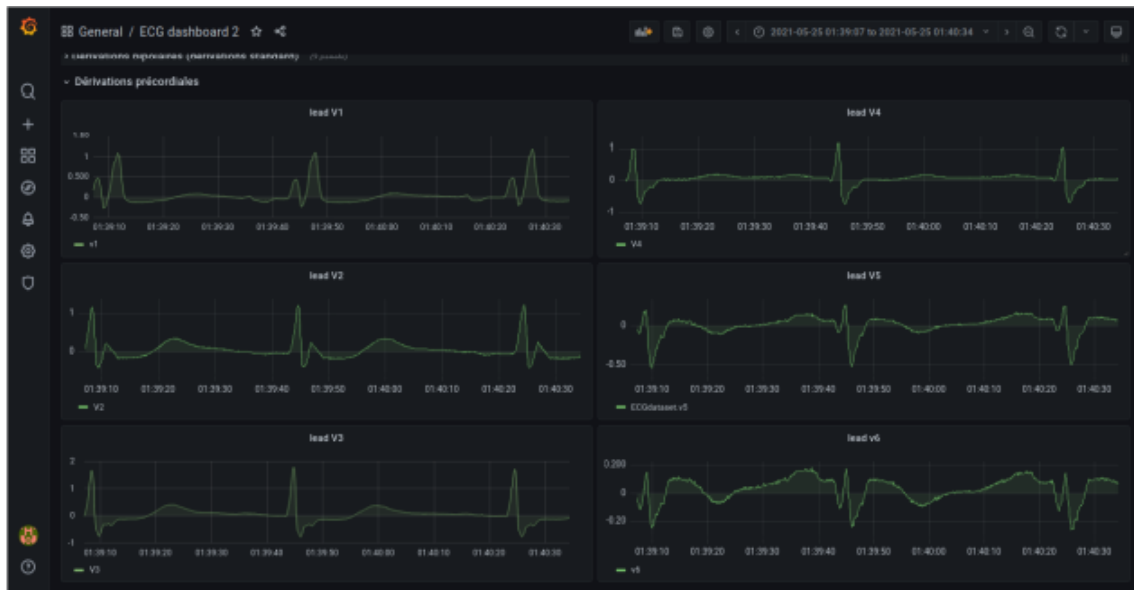 General / ECG dashboard 2
2021-05-25 01:39:07 to 2021-05-25 01:40:34
Dérivations bipolaires (dérivations standard)
Dérivations précordiales
lead V1
1.50
1
0.500
0
-0.50
01:39:10 01:39:20 01:39:30 01:39:40 01:39:50 01:40:00 01:40:10 01:40:20 01:40:30
v1
lead V4
1
0
-1
01:39:10 01:39:20 01:39:30 01:39:40 01:39:50 01:40:00 01:40:10 01:40:20 01:40:30
V4
lead V2
1
0
01:39:10 01:39:20 01:39:30 01:39:40 01:39:50 01:40:00 01:40:10 01:40:20 01:40:30
V2
lead V5
0
-0.50
01:39:10 01:39:20 01:39:30 01:39:40 01:39:50 01:40:00 01:40:10 01:40:20 01:40:30
ECGdataset.v5
lead V3
2
1
0
-1
01:39:10 01:39:20 01:39:30 01:39:40 01:39:50 01:40:00 01:40:10 01:40:20 01:40:30
V3
lead v6
0.200
0
-0.20
01:39:10 01:39:20 01:39:30 01:39:40 01:39:50 01:40:00 01:40:10 01:40:20 01:40:30
v6